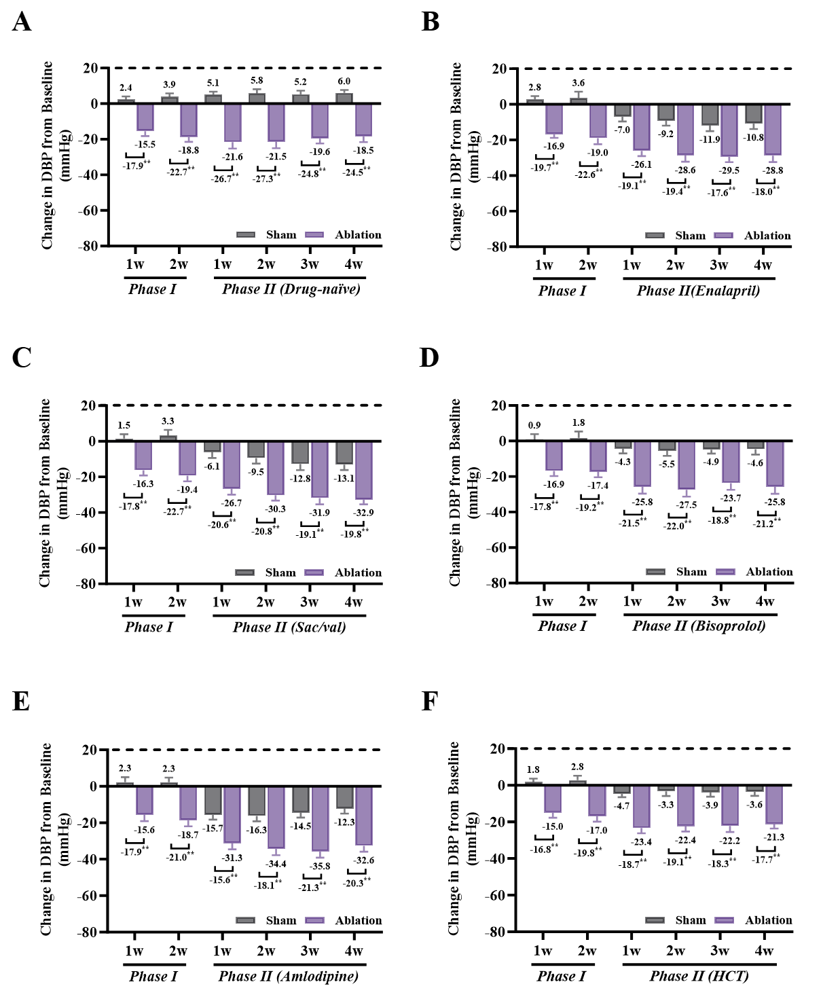 A
Change in DBP from Baseline
(mmHg)
20
0
-20
-40
-60
-80
2.4
3.9
5.1
5.8
5.2
6.0
-15.5
-18.8
-21.6
-21.5
-19.6
-18.5
-17.9**
-22.7**
-26.7**
-27.3**
-24.8**
-24.5**
Sham
Ablation
1w
2w
1w
2w
3w
4w
Phase I
Phase II (Drug-naïve)
B
Change in DBP from Baseline
(mmHg)
20
0
-20
-40
-60
-80
2.8
3.6
-7.0
-9.2
-11.9
-10.8
-16.9
-19.0
-26.1
-28.6
-29.5
-28.8
-19.7**
-22.6**
-19.1**
-19.4**
-17.6**
-18.0**
Sham
Ablation
1w
2w
1w
2w
3w
4w
Phase I
Phase II(Enalapril)
C
Change in DBP from Baseline
(mmHg)
20
0
-20
-40
-60
-80
1.5
3.3
-6.1
-9.5
-12.8
-13.1
-16.3
-19.4
-26.7
-30.3
-31.9
-32.9
-17.8**
-22.7**
-20.6**
-20.8**
-19.1**
-19.8**
Sham
Ablation
1w
2w
1w
2w
3w
4w
Phase I
Phase II (Sac/val)
D
Change in DBP from Baseline
(mmHg)
20
0
-20
-40
-60
-80
0.9
1.8
-4.3
-5.5
-4.9
-4.6
-16.9
-17.4
-25.8
-27.5
-23.7
-25.8
-17.8**
-19.2**
-21.5**
-22.0**
-18.8**
-21.2**
Sham
Ablation
1w
2w
1w
2w
3w
4w
Phase I
Phase II (Bisoprolol)
E
Change in DBP from Baseline
(mmHg)
20
0
-20
-40
-60
-80
2.3
2.3
-15.7
-16.3
-14.5
-12.3
-15.6
-18.7
-31.3
-34.4
-35.8
-32.6
-17.9**
-21.0**
-15.6**
-18.1**
-21.3**
-20.3**
Sham
Ablation
1w
2w
1w
2w
3w
4w
Phase I
Phase II (Amlodipine)
F
Change in DBP from Baseline
(mmHg)
20
0
-20
-40
-60
-80
1.8
2.8
-4.7
-3.3
-3.9
-3.6
-15.0
-17.0
-23.4
-22.4
-22.2
-21.3
-16.8**
-19.8**
-18.7**
-19.1**
-18.3**
-17.7**
Sham
Ablation
1w
2w
1w
2w
3w
4w
Phase I
Phase II (HCT)